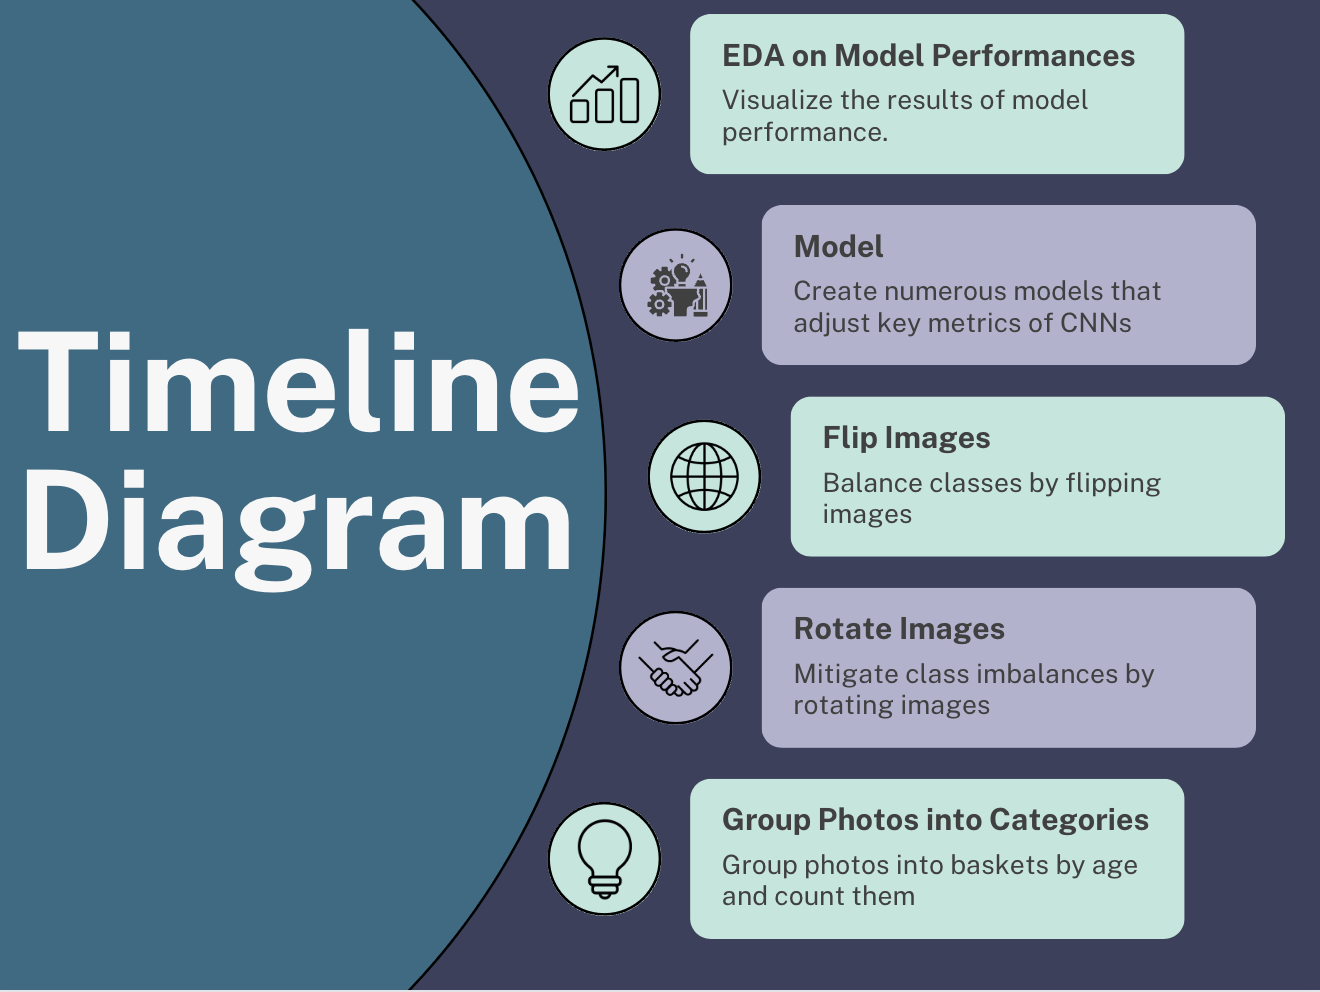 Timeline
Diagram
EDA on Model Performances
Visualize the results of model
performance.
Model
Create numerous models that
adjust key metrics of CNNs
Flip Images
Balance classes by flipping
images
Rotate Images
Mitigate class imbalances by
rotating images
Group Photos into Categories
Group photos into baskets by age
and count them